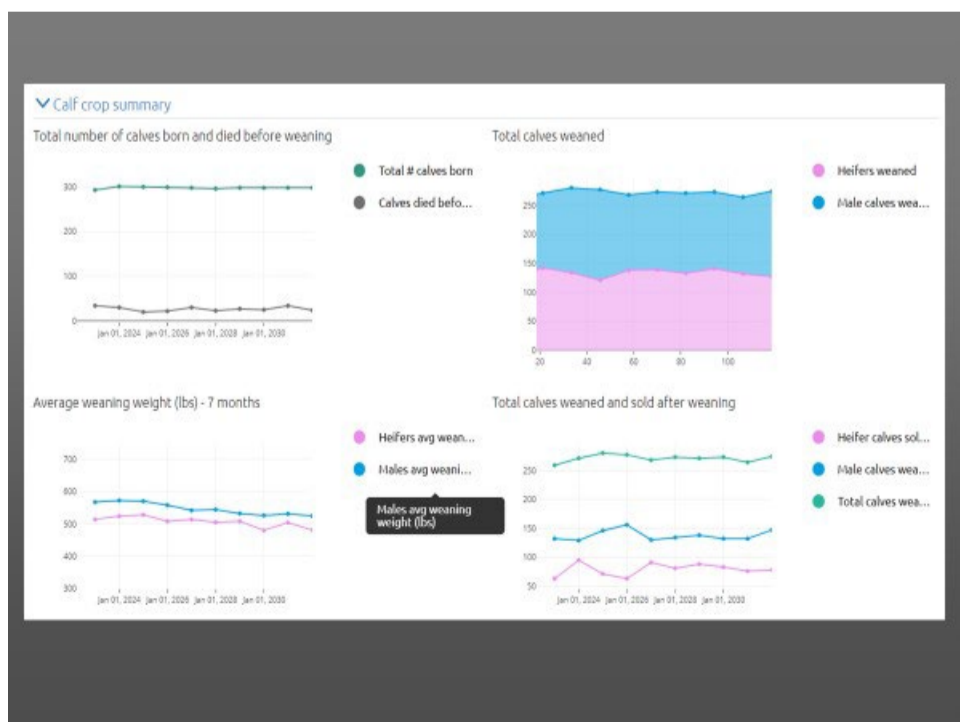 Calf crop summary
Total number of calves born and died before weaning
300
200
100
0
Jan 01, 2024 Jan 01, 2026 Jan 01, 2028 Jan 01, 2030
Total # calves born
Calves died befo...
Total calves weaned
250
200
150
100
50
0
20 40 60 80 100
Heifers weaned
Male calves wea...
Average weaning weight (lbs) - 7 months
700
600
500
400
300
Jan 01, 2024 Jan 01, 2026 Jan 01, 2028 Jan 01, 2030
Heifers avg wean...
Males avg weani...
Males avg weaning
weight (lbs)
Total calves weaned and sold after weaning
250
200
150
100
50
Jan 01, 2024 Jan 01, 2026 Jan 01, 2028 Jan 01, 2030
Heifer calves sol...
Male calves wea...
Total calves wea...